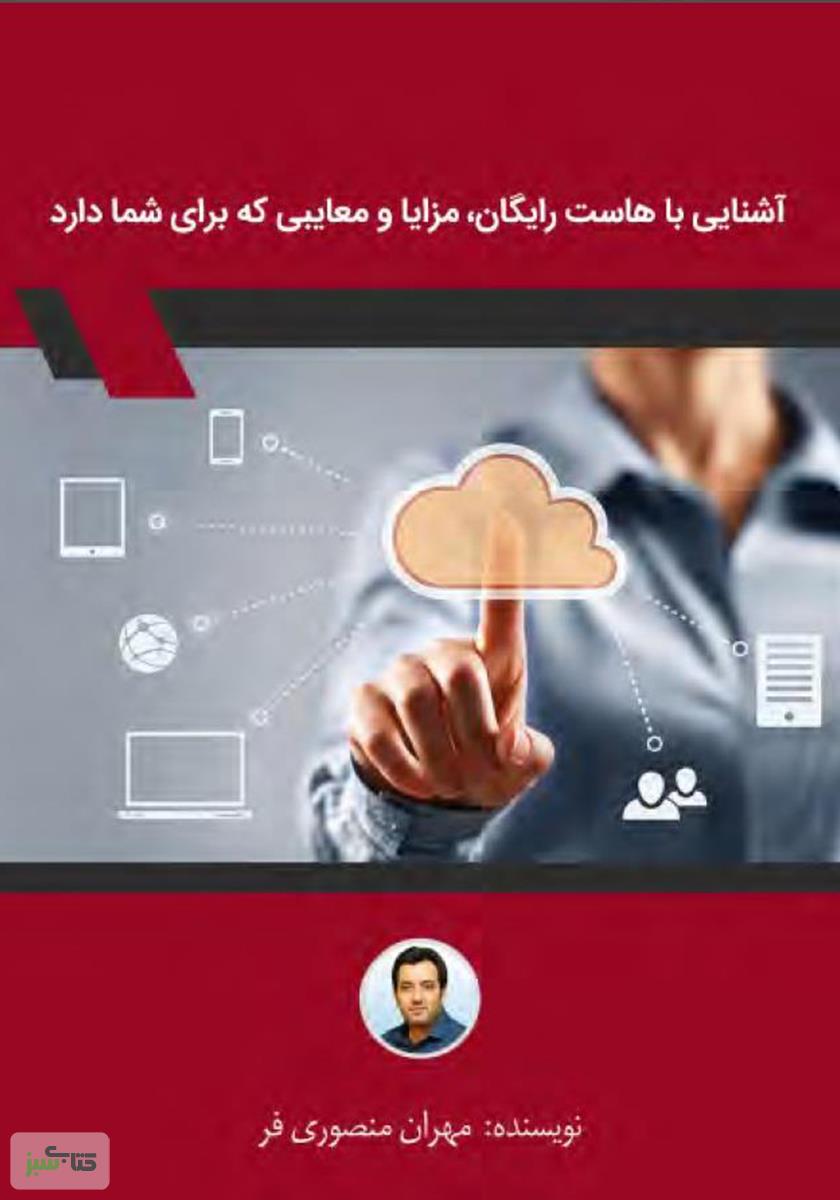 آشنایی با هاست رایگان، مزایا و معایبی که برای شما دارد
نویسنده: مهران منصوری فر
کتاب سبز